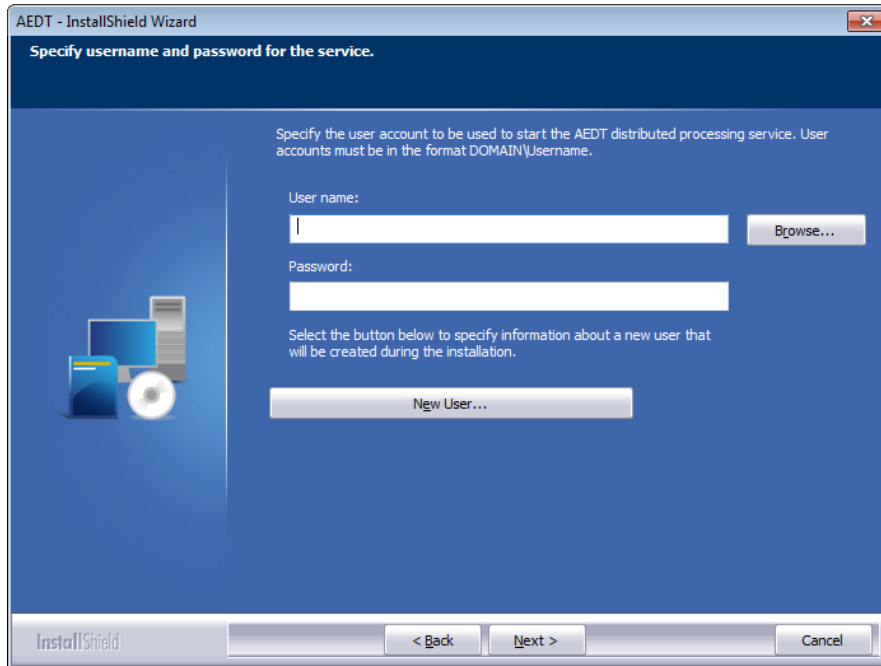 AEDT - InstallShield Wizard
Specify username and password for the service.
Specify the user account to be used to start the AEDT distributed processing service. User
accounts must be in the format DOMAIN\Username.
User name:
Browse...
Password:
Select the button below to specify information about a new user that
will be created during the installation.
New User...
InstallShield
< Back
Next >
Cancel